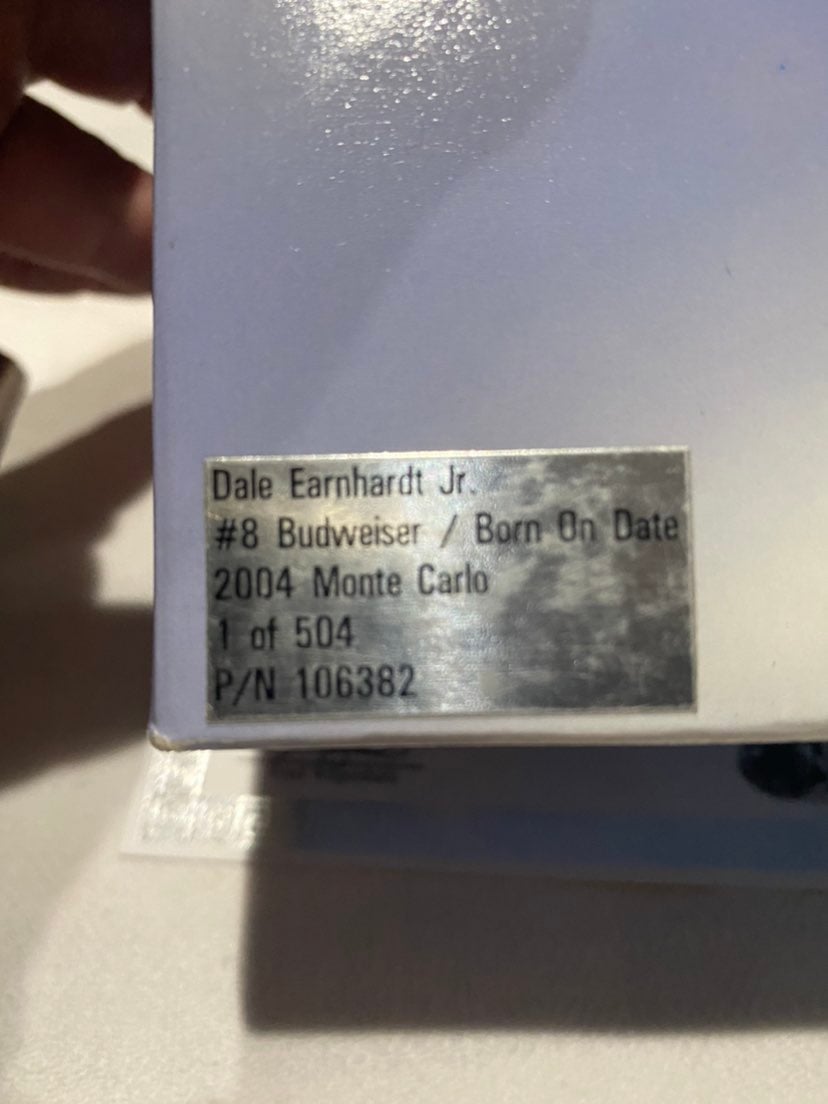 Dale Earnhardt Jr.
#8 Budweiser / Born On Date
2004 Monte Carlo
1 of 504
P/N 106382